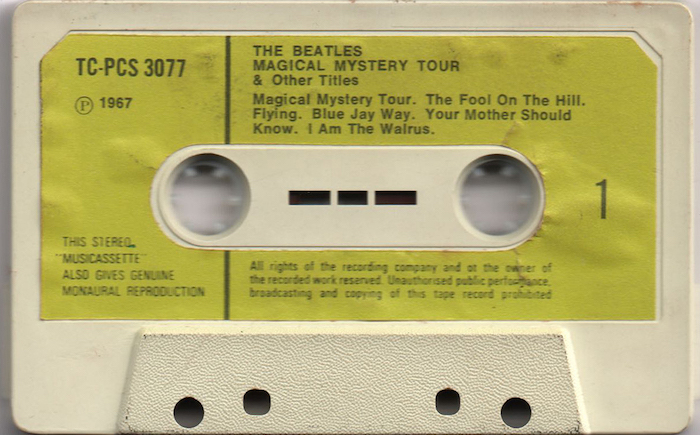 TC-PCS 3077
Ⓟ 1967
THE BEATLES
MAGICAL MYSTERY TOUR
& Other Titles
Magical Mystery Tour. The Fool On The Hill.
Flying. Blue Jay Way. Your Mother Should
Know. I Am The Walrus.
1
THIS STEREO
"MUSICASSETTE"
ALSO GIVES GENUINE
MONAURAL REPRODUCTION
All rights of the recording company and of the owner of
the recorded work reserved. Unauthorised public performance,
broadcasting and copying of this tape record prohibited